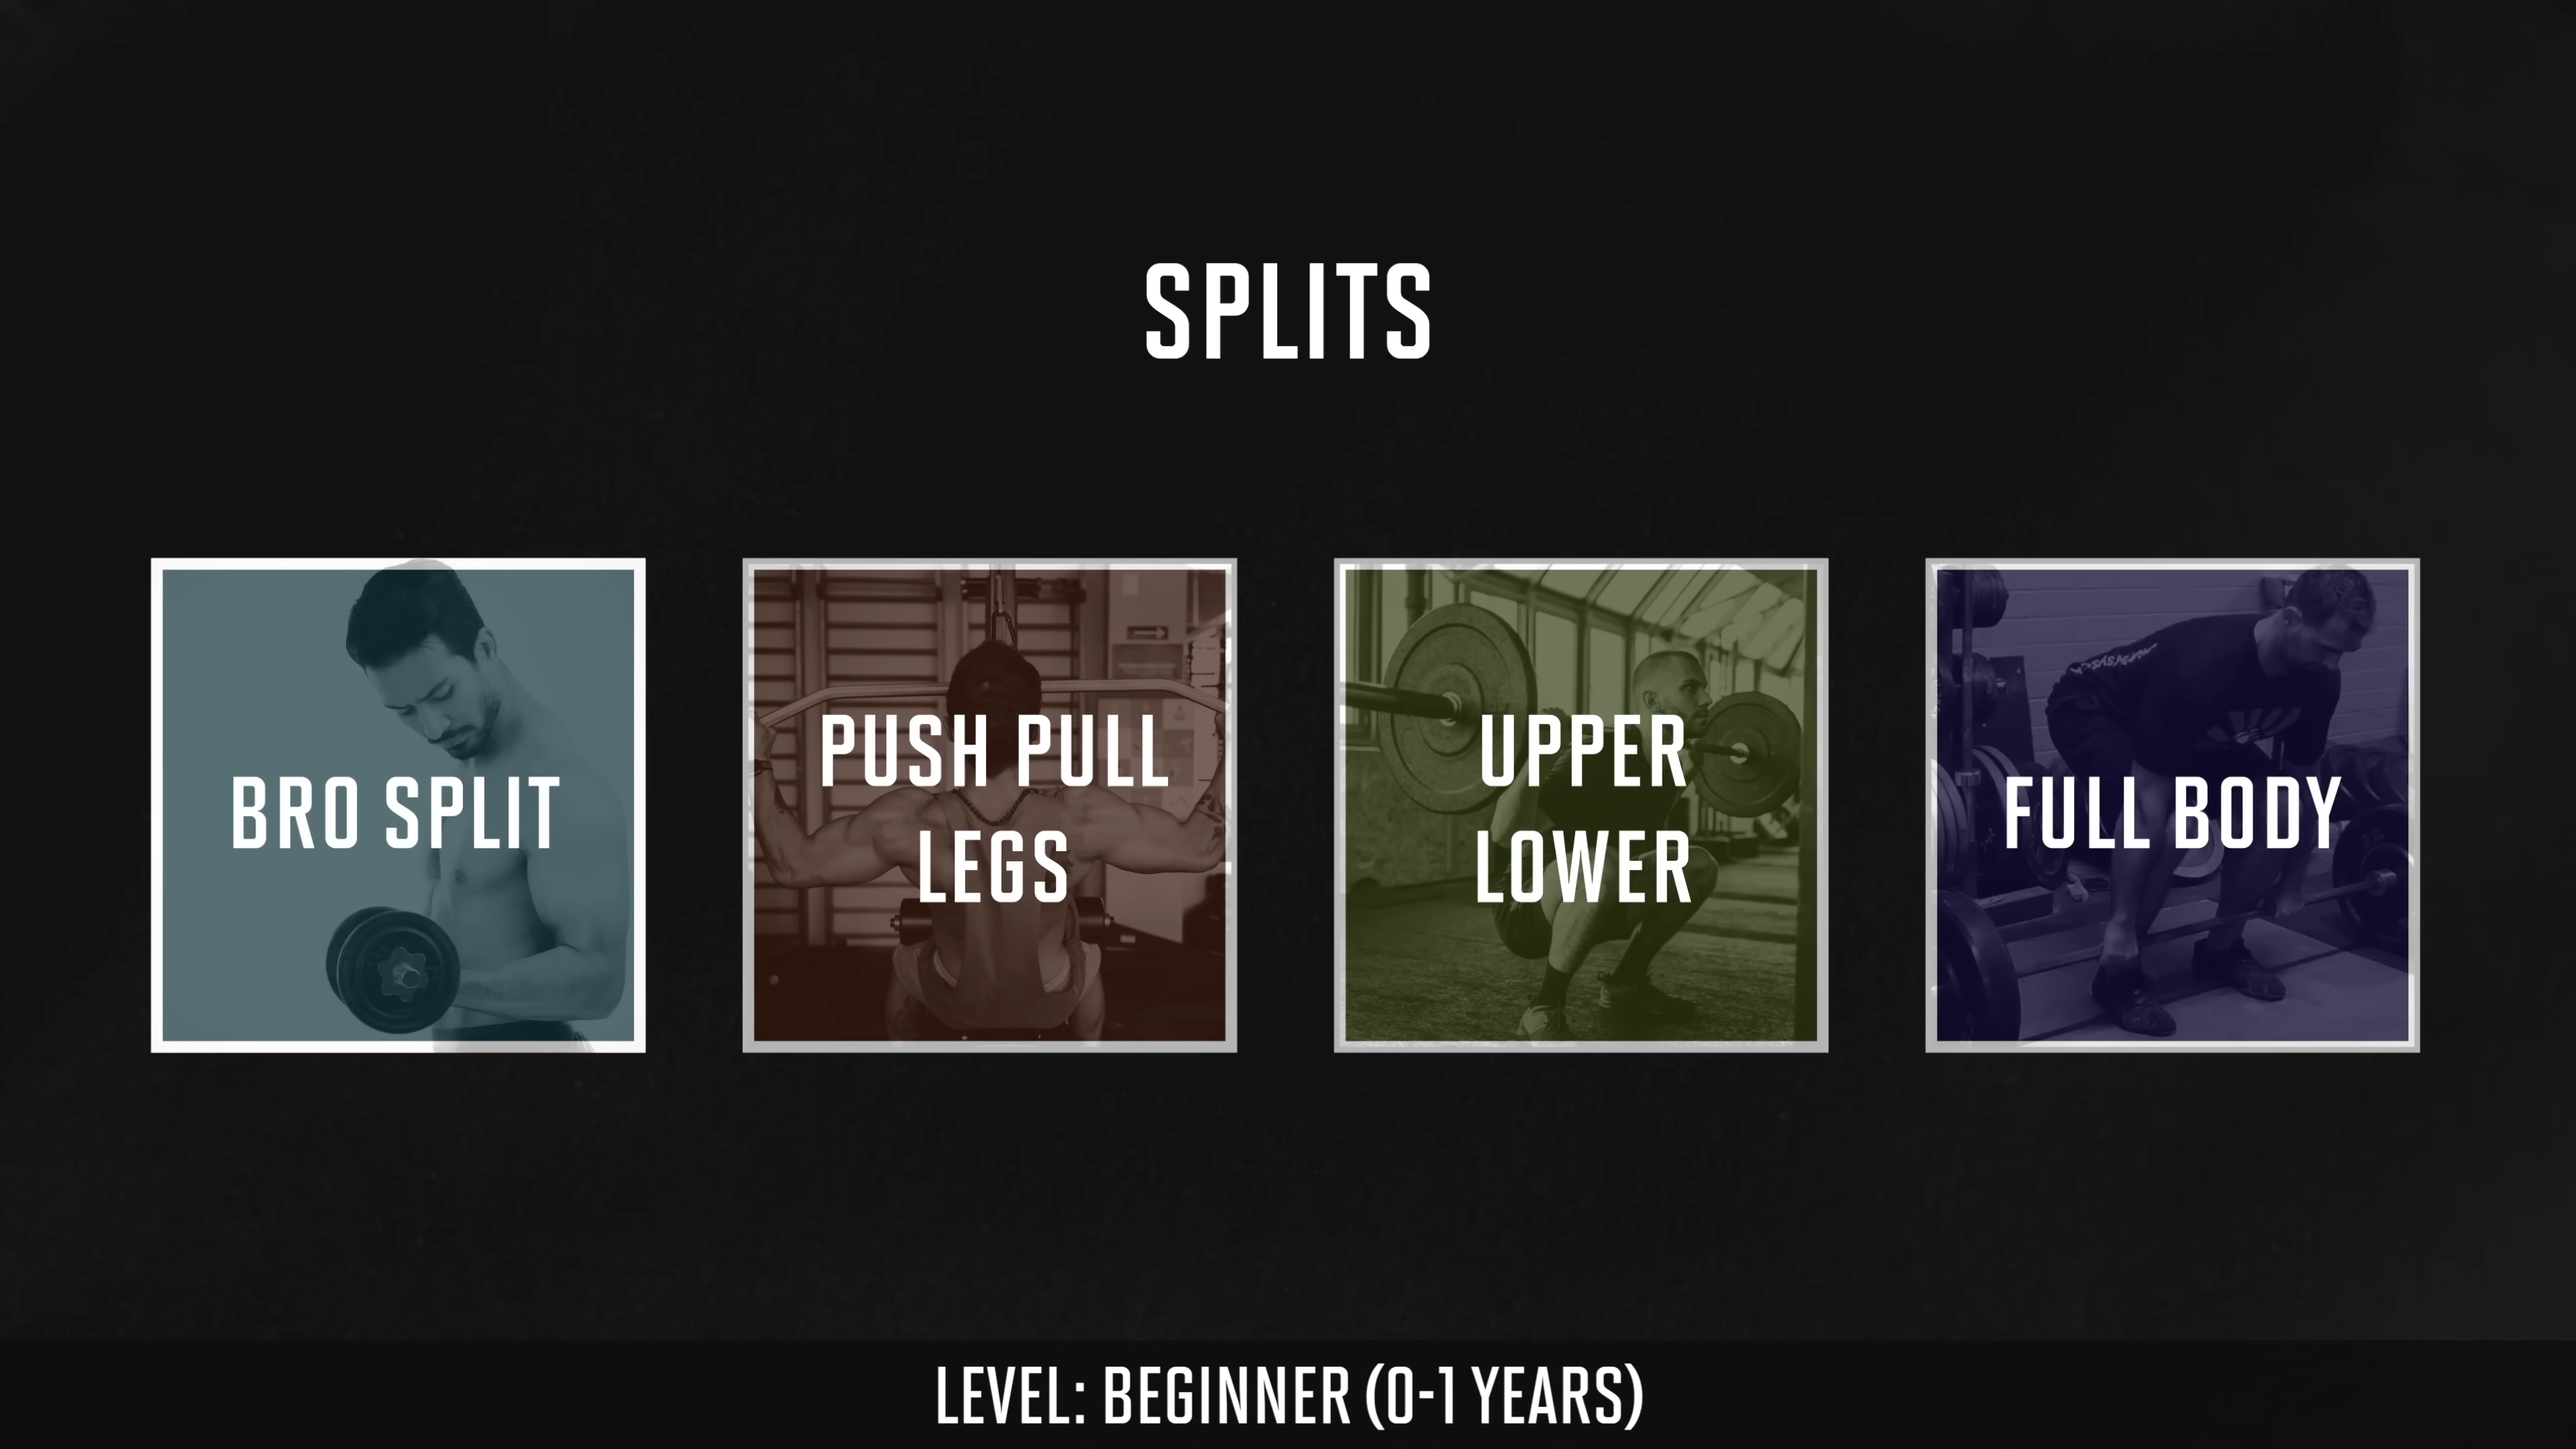 SPLITS
BRO SPLIT
PUSH PULL
LEGS
UPPER
LOWER
FULL BODY
LEVEL: BEGINNER (0-1 YEARS)